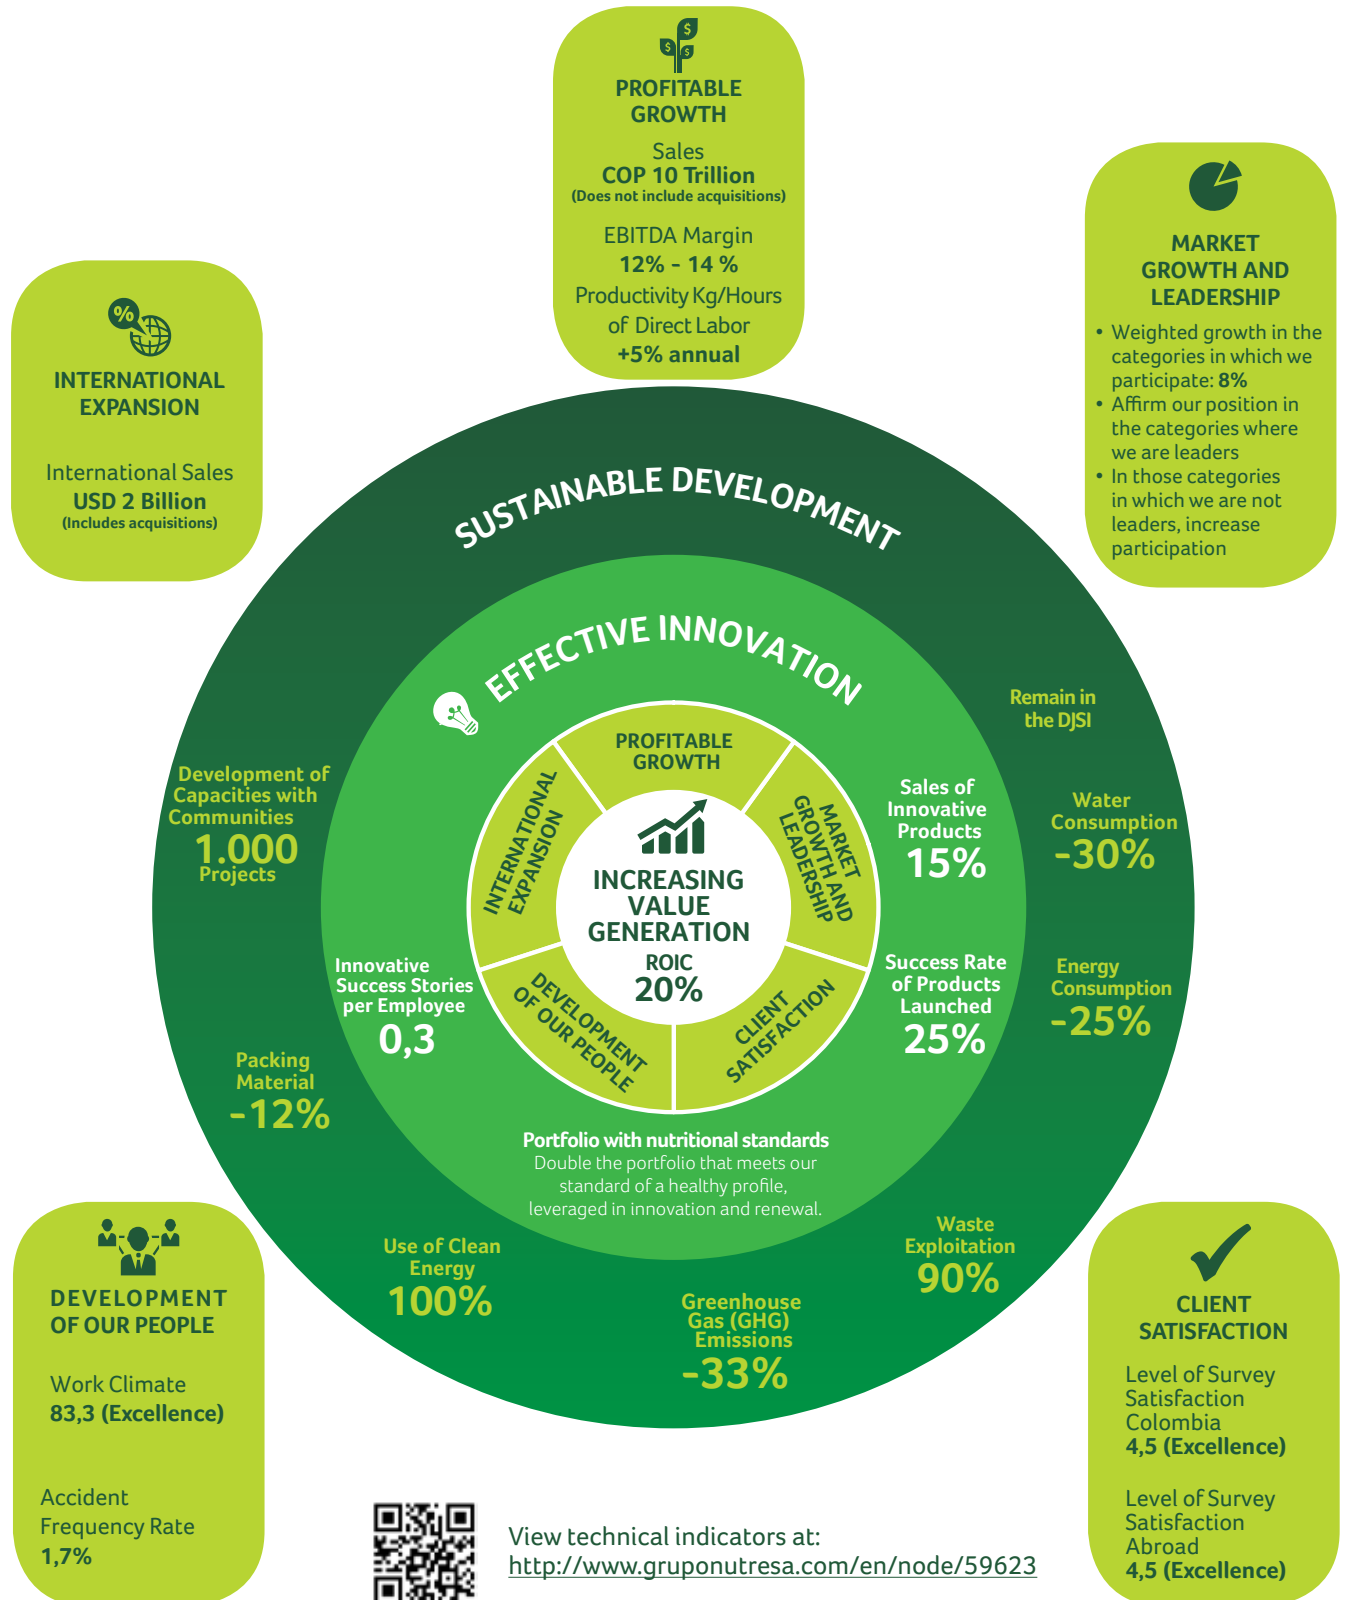 $
$
$
PROFITABLE
GROWTH
Sales
COP 10 Trillion
(Does not include acquisitions)
EBITDA Margin
12% - 14 %
Productivity Kg/Hours
of Direct Labor
+5% annual
MARKET
GROWTH AND
LEADERSHIP
• Weighted growth in the
categories in which we
participate: 8%
• Affirm our position in
the categories where
we are leaders
• In those categories
in which we are not
leaders, increase
participation
%
INTERNATIONAL
EXPANSION
International Sales
USD 2 Billion
(Includes acquisitions)
SUSTAINABLE DEVELOPMENT
EFFECTIVE INNOVATION
Remain in
the DJSI
Water
Consumption
-30%
Energy
Consumption
-25%
Waste
Exploitation
90%
Greenhouse
Gas (GHG)
Emissions
-33%
Use of Clean
Energy
100%
Packing
Material
-12%
Development of
Capacities with
Communities
1.000
Projects
Sales of
Innovative
Products
15%
Success Rate
of Products
Launched
25%
Innovative
Success Stories
per Employee
0,3
Portfolio with nutritional standards
Double the portfolio that meets our
standard of a healthy profile,
leveraged in innovation and renewal.
PROFITABLE
GROWTH
MARKET
GROWTH AND
LEADERSHIP
CLIENT
SATISFACTION
DEVELOPMENT
OF OUR PEOPLE
INTERNATIONAL
EXPANSION
INCREASING
VALUE
GENERATION
ROIC
20%
DEVELOPMENT
OF OUR PEOPLE
Work Climate
83,3 (Excellence)
Accident
Frequency Rate
1,7%
CLIENT
SATISFACTION
Level of Survey
Satisfaction
Colombia
4,5 (Excellence)
Level of Survey
Satisfaction
Abroad
4,5 (Excellence)
View technical indicators at:
http://www.gruponutresa.com/en/node/59623